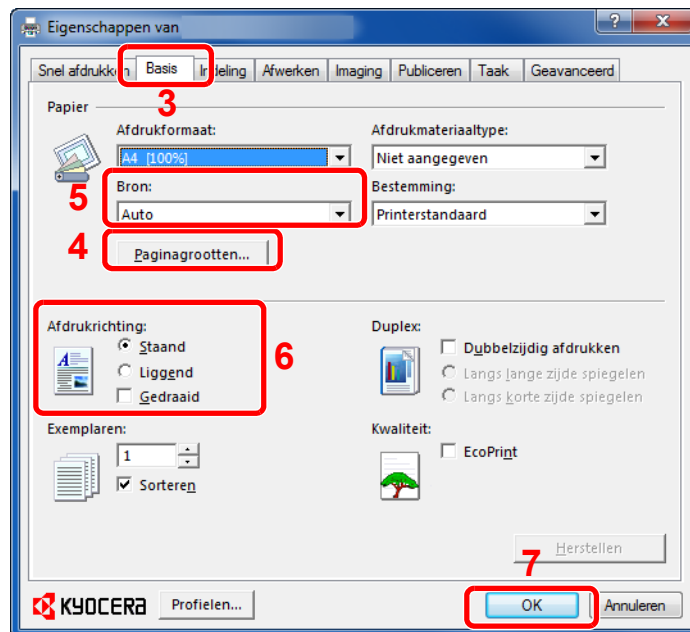 Eigenschappen van
Snel afdrukken Basis Indeling Afwerken Imaging Publiceren Taak Geavanceerd
3
Papier
Afdrukformaat:
A4 [100%]
Afdrukmateriaaltype:
Niet aangegeven
5
Bron:
Auto
Bestemming:
Printerstandaard
4
Paginagrootten...
Afdrukrichting:
Staand
Liggend
Gedraaid
6
Duplex:
Dubbelzijdig afdrukken
Langs lange zijde spiegelen
Langs korte zijde spiegelen
Exemplaren:
1
Sorteren
Kwaliteit:
EcoPrint
Herstellen
7
KYOCERA Profielen... OK Annuleren